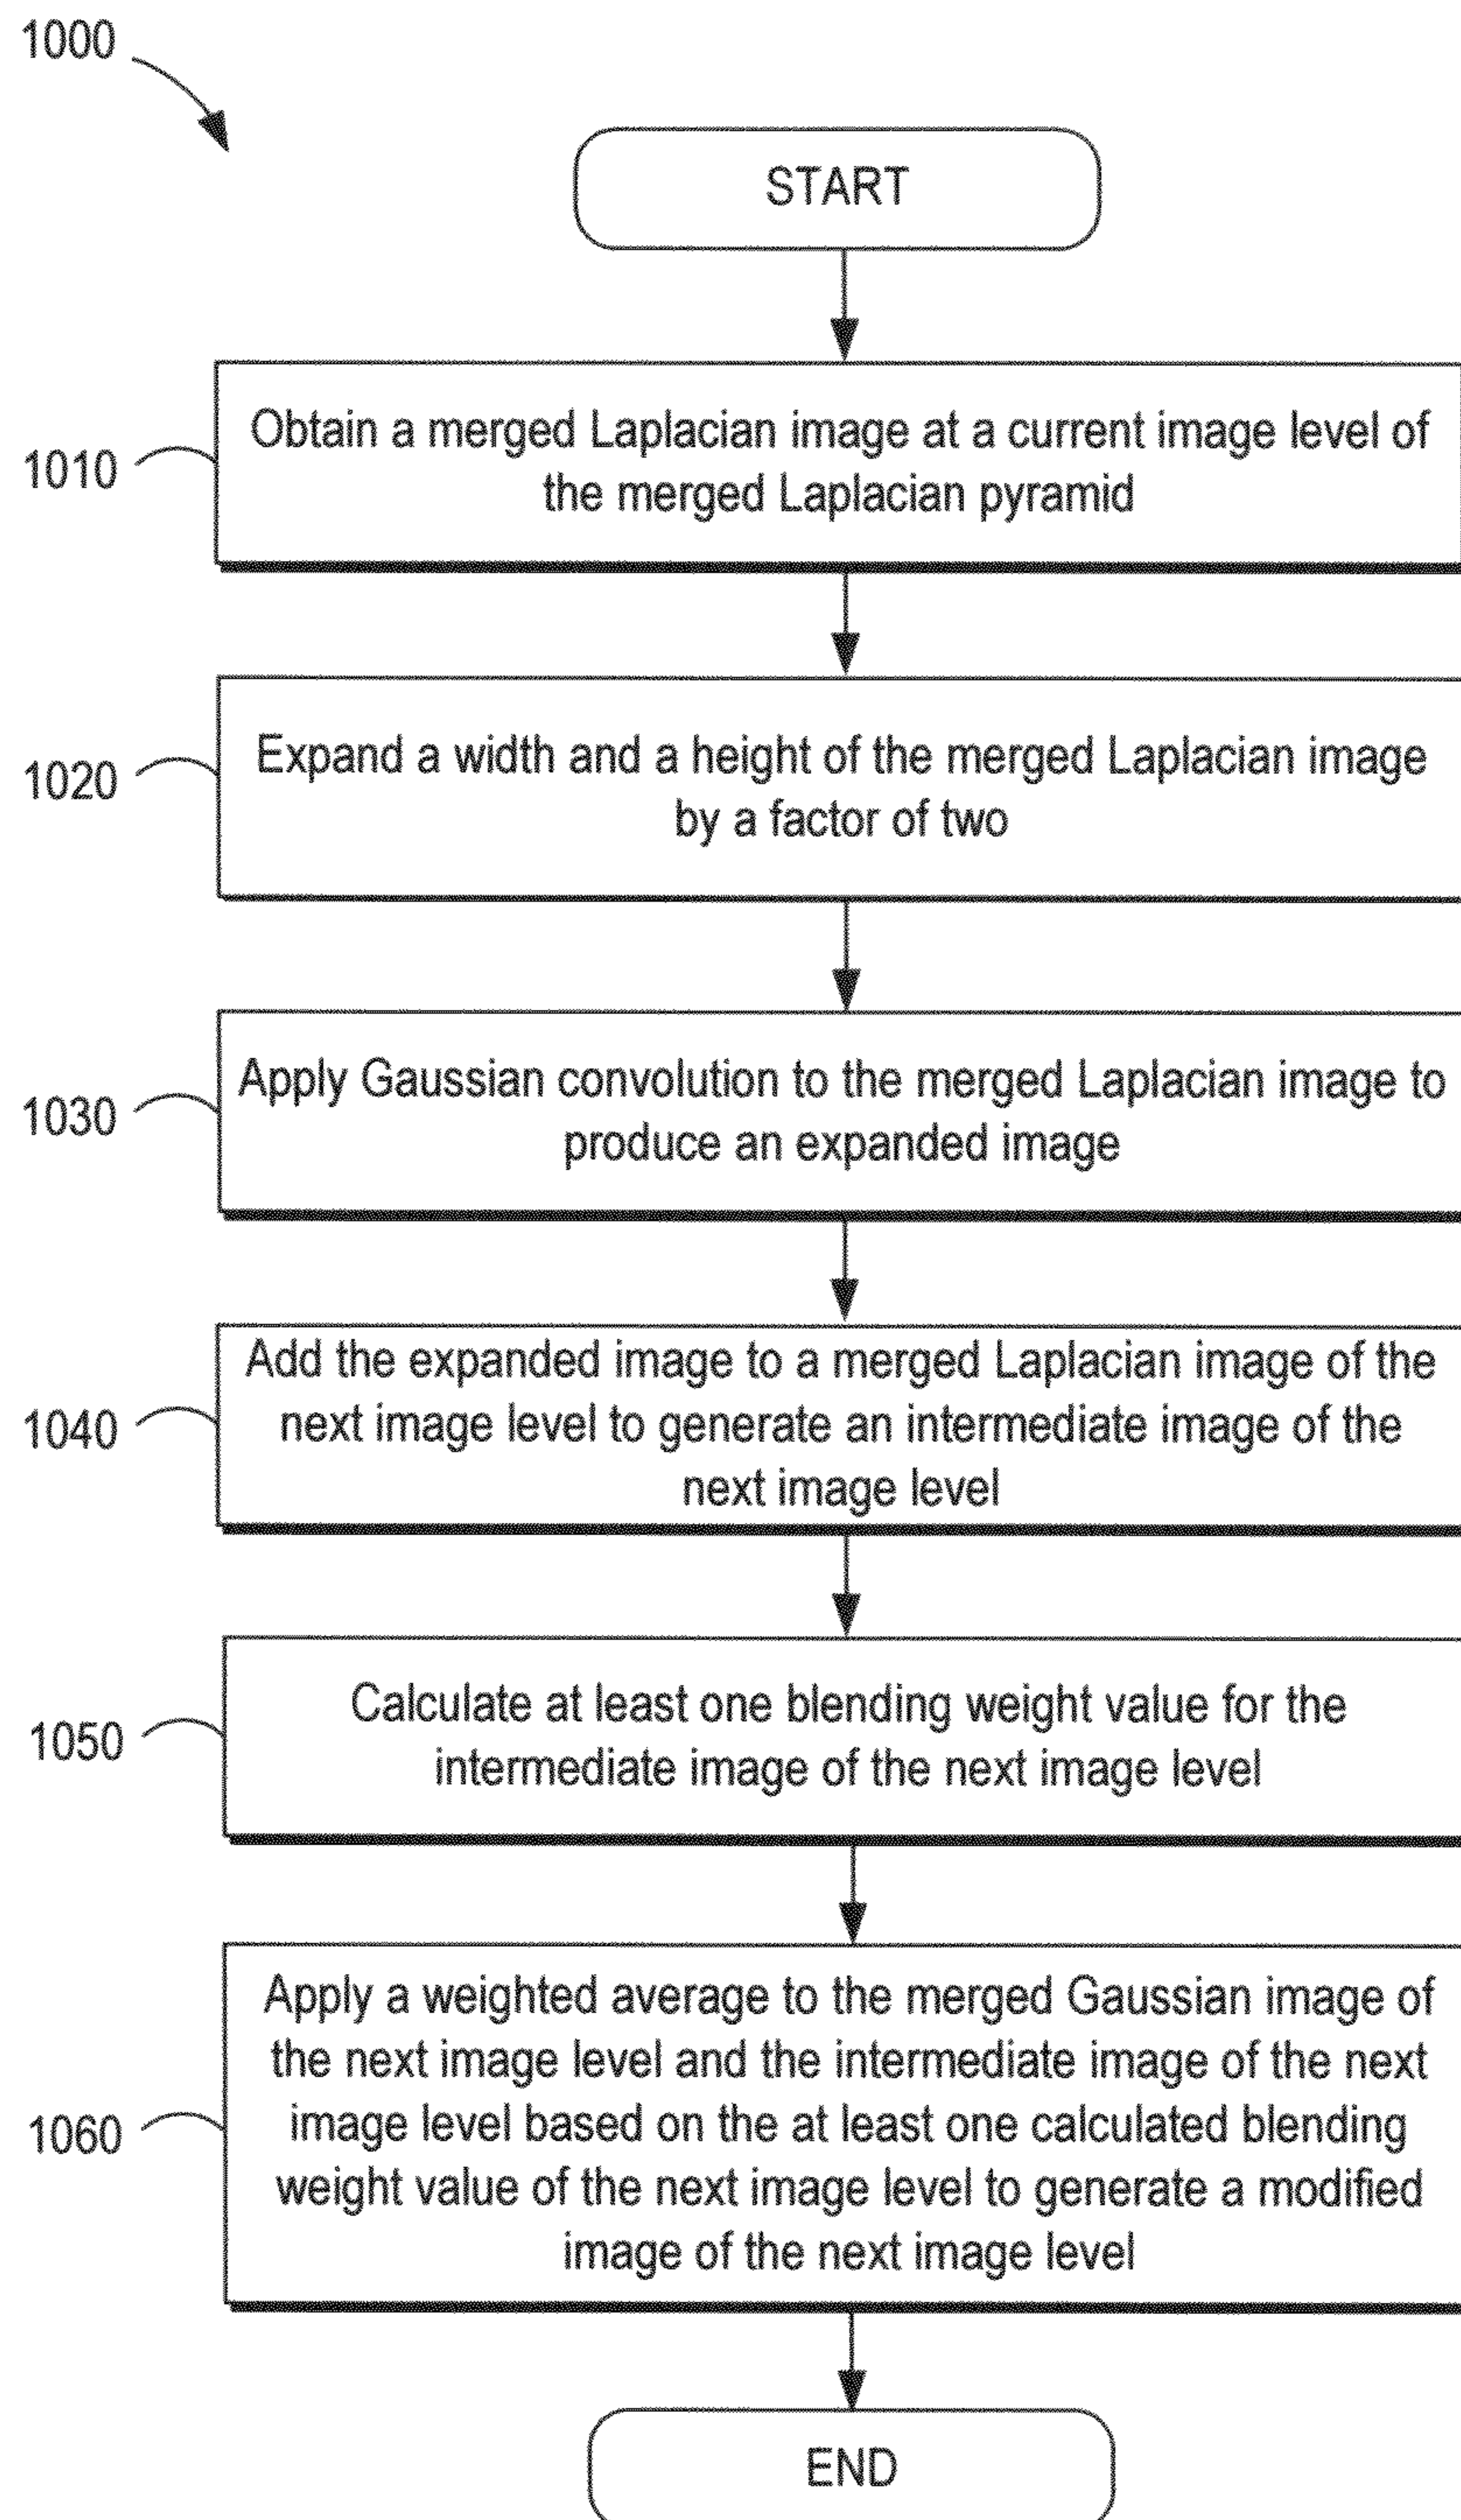 1000
START
1010
Obtain a merged Laplacian image at a current image level of
the merged Laplacian pyramid
1020
Expand a width and a height of the merged Laplacian image
by a factor of two
1030
Apply Gaussian convolution to the merged Laplacian image to
produce an expanded image
1040
Add the expanded image to a merged Laplacian image of the
next image level to generate an intermediate image of the
next image level
1050
Calculate at least one blending weight value for the
intermediate image of the next image level
1060
Apply a weighted average to the merged Gaussian image of
the next image level and the intermediate image of the next
image level based on the at least one calculated blending
weight value of the next image level to generate a modified
image of the next image level
END